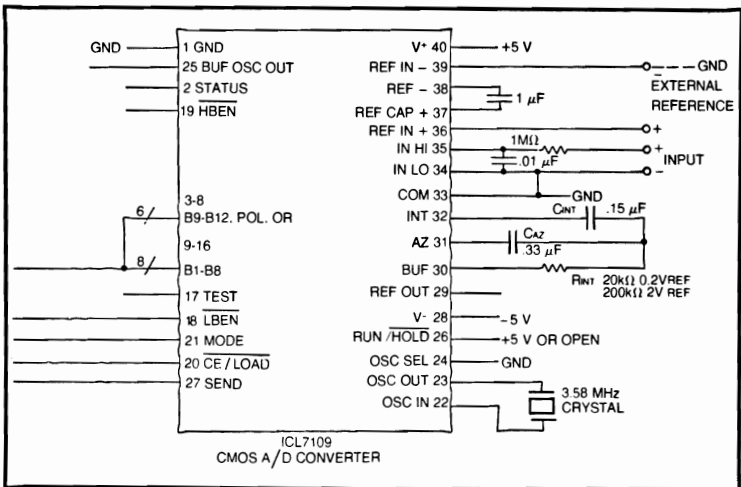 GND
1 GND
25 BUF OSC OUT
2 STATUS
19 HBEN
3-8
6/ B9-B12. POL. OR
9-16
8/ B1-B8
17 TEST
18 LBEN
21 MODE
20 CE / LOAD
27 SEND
V+ 40 +5 V
REF IN - 39 - GND
EXTERNAL
REFERENCE
REF - 38
1 µF
REF CAP + 37
REF IN + 36 +
1MΩ
IN HI 35 +
.01 µF INPUT
IN LO 34 -
COM 33 GND
INT 32 CINT .15 µF
AZ 31 CAZ
.33 µF
BUF 30
RINT 20kΩ 0.2VREF
200kΩ 2V REF
REF OUT 29
V- 28 -5 V
RUN / HOLD 26 +5 V OR OPEN
OSC SEL 24 GND
OSC OUT 23
3.58 MHz
CRYSTAL
OSC IN 22
ICL7109
CMOS A/D CONVERTER